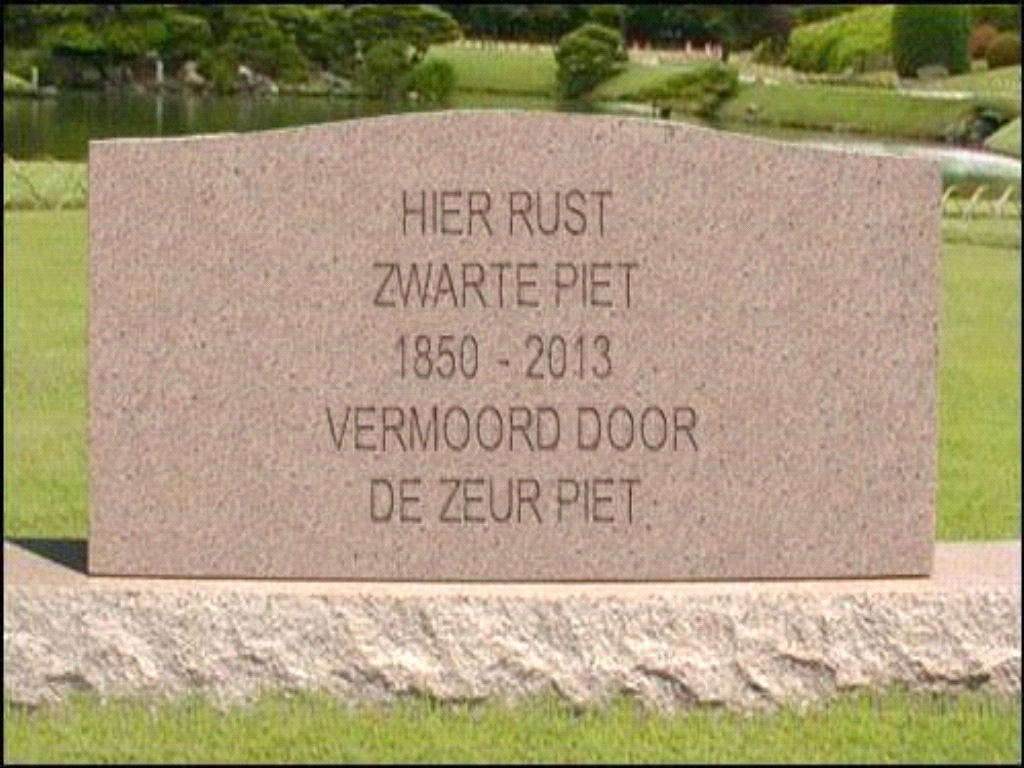 HIER RUST
ZWARTE PIET
1850 - 2013
VERMOORD DOOR
DE ZEUR PIET